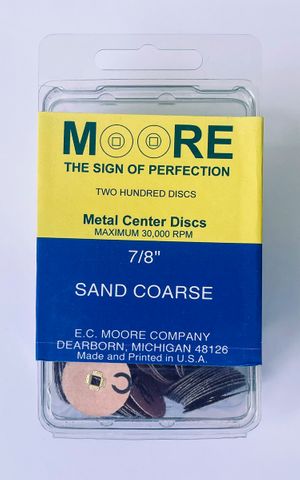 MOORE
THE SIGN OF PERFECTION
TWO HUNDRED DISCS
Metal Center Discs
MAXIMUM 30,000 RPM
7/8"
SAND COARSE
E.C. MOORE COMPANY
DEARBORN, MICHIGAN 48126
Made and Printed in U.S.A.
C